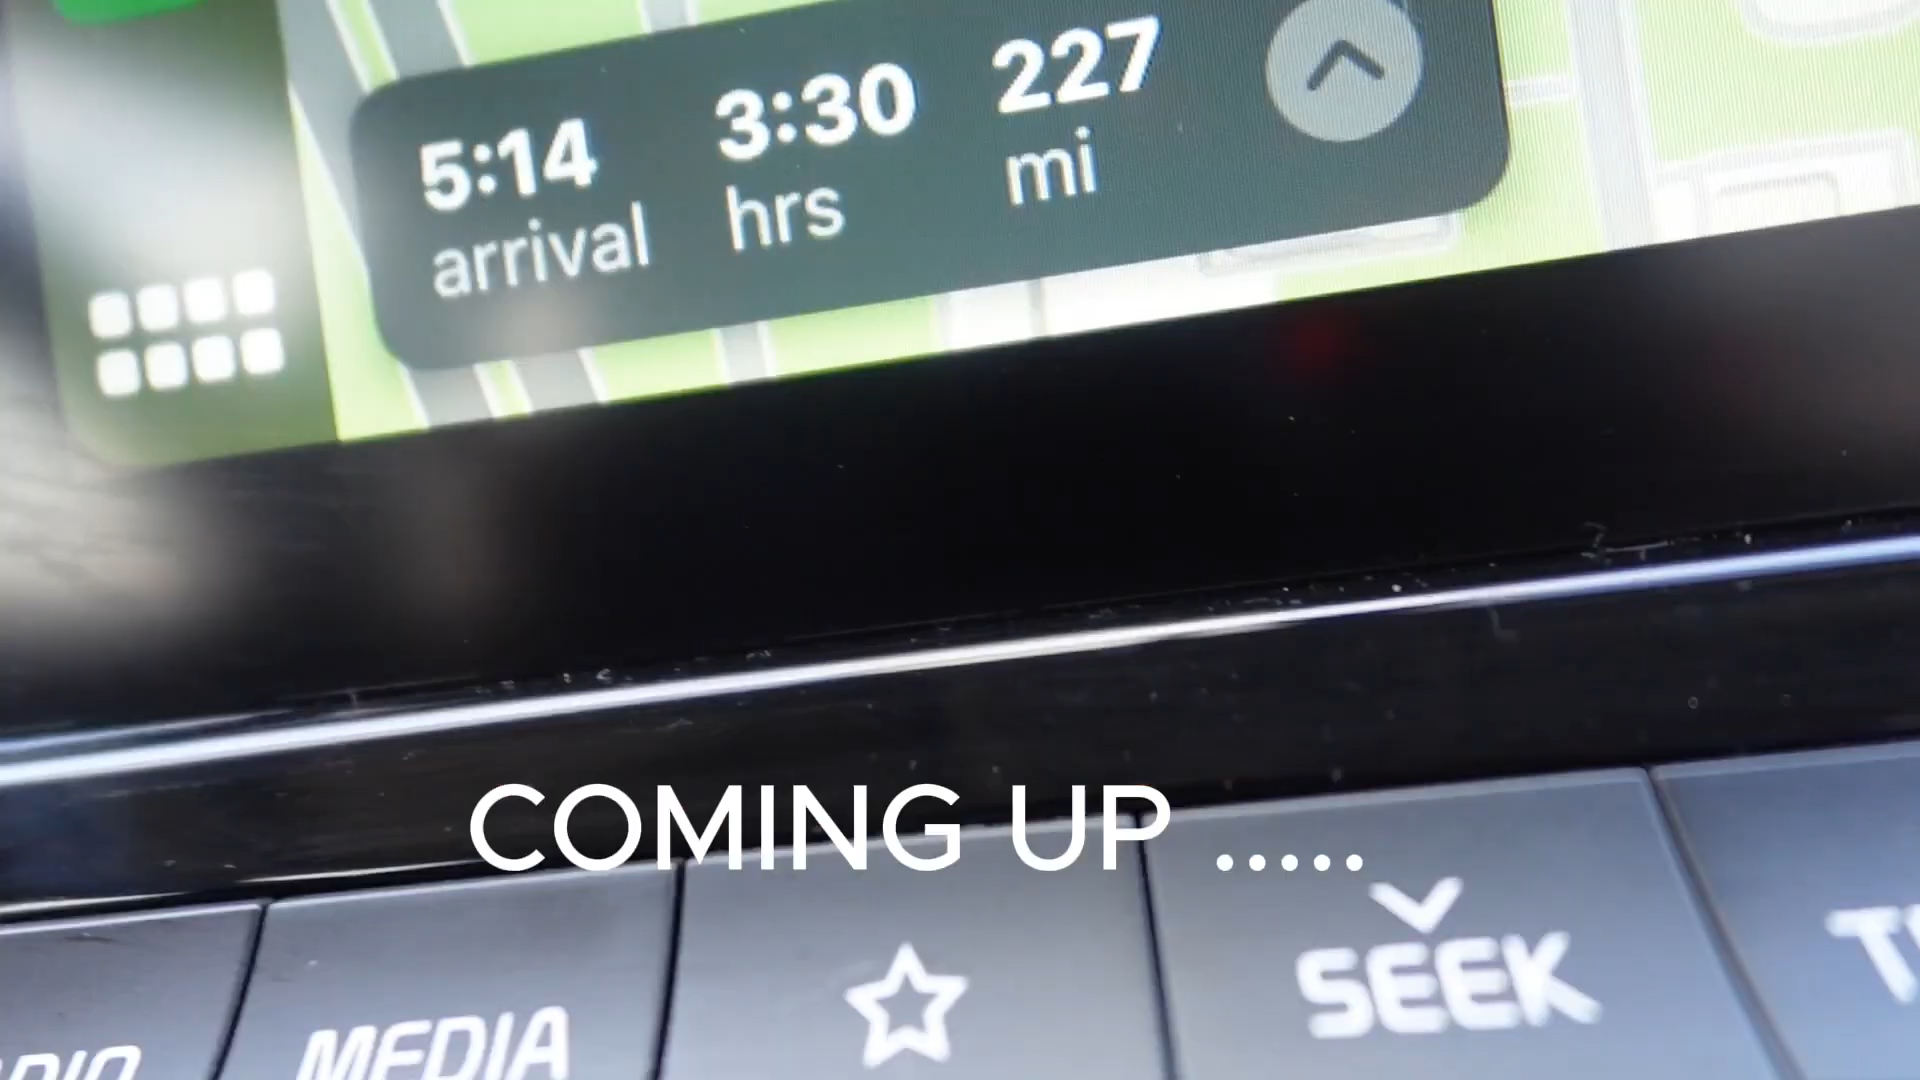 5:14 3:30 227
arrival hrs mi
COMING UP .....
MEDIA
SEEK